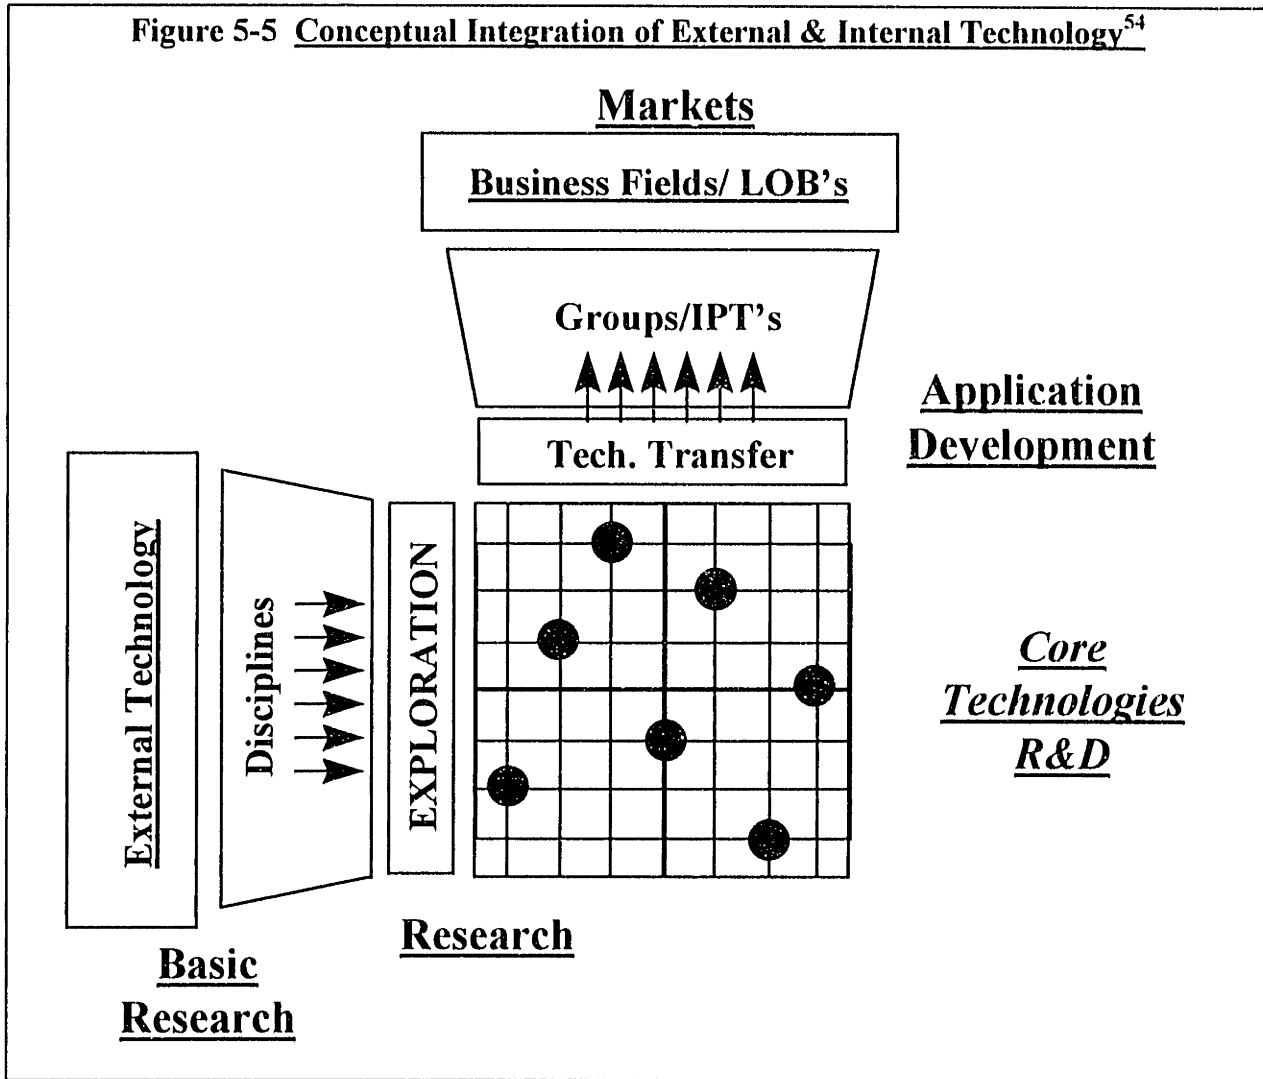 Figure 5-5 Conceptual Integration of External & Internal Technology54
Markets
Business Fields/ LOB's
Groups/IPT's
Application
Development
Tech. Transfer
External Technology
Disciplines
EXPLORATION
Core
Technologies
R&D
Research
Basic
Research